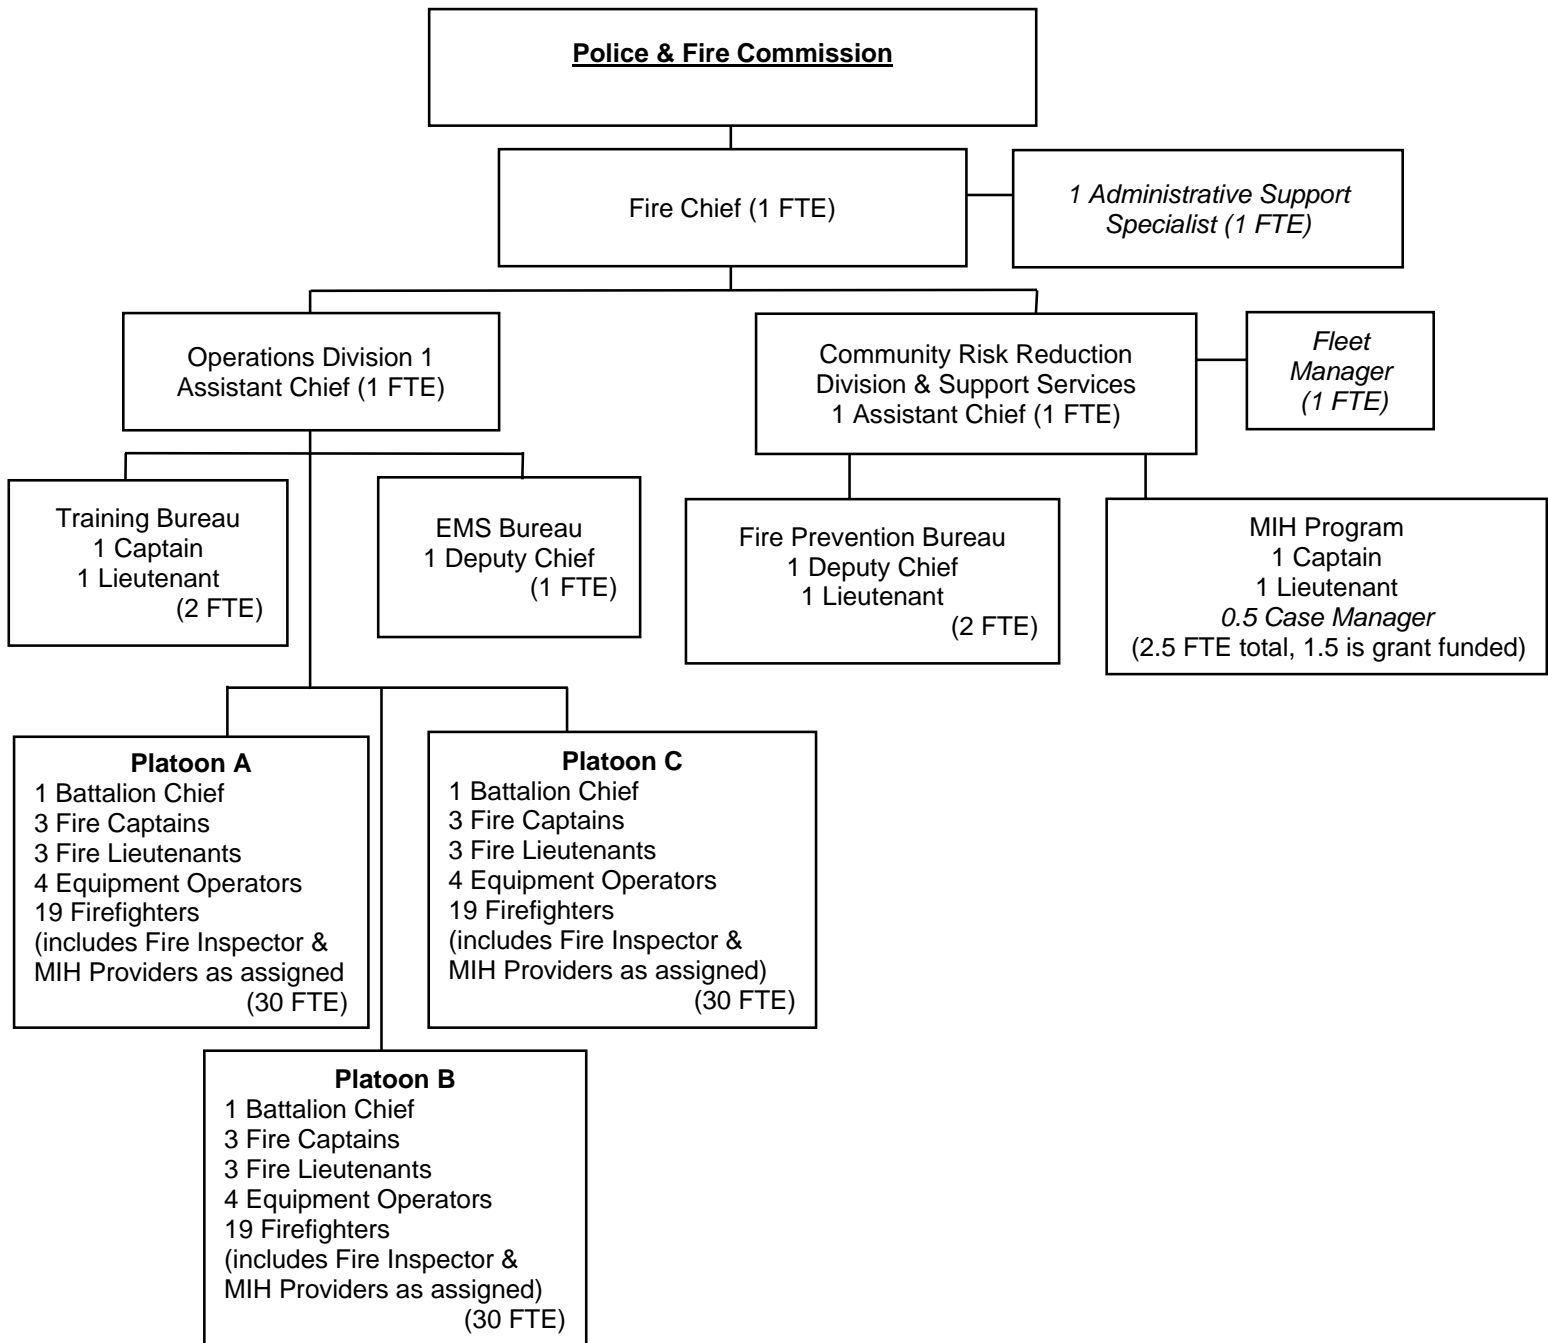 Police & Fire Commission
Fire Chief (1 FTE)
1 Administrative Support
Specialist (1 FTE)
Operations Division 1
Assistant Chief (1 FTE)
Community Risk Reduction
Division & Support Services
1 Assistant Chief (1 FTE)
Fleet
Manager
(1 FTE)
Training Bureau
1 Captain
1 Lieutenant
(2 FTE)
EMS Bureau
1 Deputy Chief
(1 FTE)
Fire Prevention Bureau
1 Deputy Chief
1 Lieutenant
(2 FTE)
MIH Program
1 Captain
1 Lieutenant
0.5 Case Manager
(2.5 FTE total, 1.5 is grant funded)
Platoon A
1 Battalion Chief
3 Fire Captains
3 Fire Lieutenants
4 Equipment Operators
19 Firefighters
(includes Fire Inspector &
MIH Providers as assigned
(30 FTE)
Platoon C
1 Battalion Chief
3 Fire Captains
3 Fire Lieutenants
4 Equipment Operators
19 Firefighters
(includes Fire Inspector &
MIH Providers as assigned)
(30 FTE)
Platoon B
1 Battalion Chief
3 Fire Captains
3 Fire Lieutenants
4 Equipment Operators
19 Firefighters
(includes Fire Inspector &
MIH Providers as assigned)
(30 FTE)